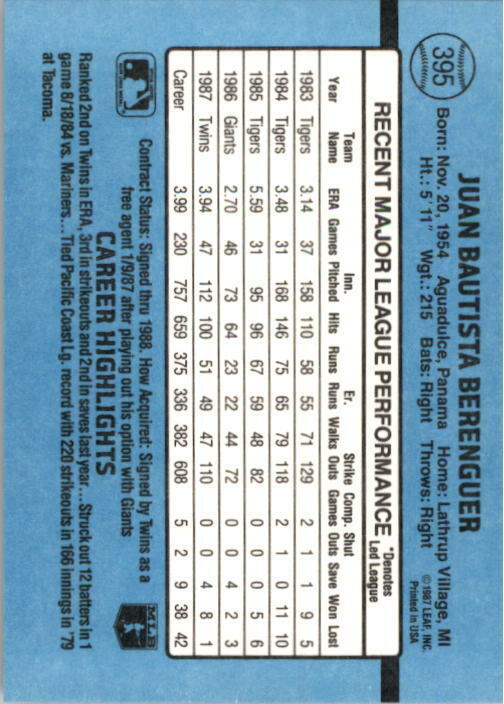 395
JUAN BAUTISTA BERENGUER
Born: Nov. 20, 1954 Aguadulce, Panama Home: Lathrup Village, MI
Ht.: 5' 11" Wgt.: 215 Bats: Right Throws: Right
©1987 LEAF, INC.
Printed in USA
RECENT MAJOR LEAGUE PERFORMANCE
*Denotes
Led League
Team Inn. Er. Strike Comp. Shut
Year Name ERA Games Pitched Hits Runs Runs Walks Outs Games Outs Save Won Lost
1983 Tigers 3.14 37 158 110 58 55 71 129 2 1 1 9 5
1984 Tigers 3.48 31 168 146 75 65 79 118 2 1 0 11 10
1985 Tigers 5.59 31 95 96 67 59 48 82 0 0 0 5 6
1986 Giants 2.70 46 73 64 23 22 44 72 0 0 4 2 3
1987 Twins 3.94 47 112 100 51 49 47 110 0 0 4 8 1
Career 3.99 230 757 659 375 336 382 608 5 2 9 38 42
Contract Status: Signed thru 1988. How Acquired: Signed by Twins as a
free agent 1/9/87 after playing out his option with Giants
MLB
CAREER HIGHLIGHTS
Ranked 2nd on Twins in ERA, 3rd in strikeouts and 2nd in saves last year...Struck out 12 batters in 1
game 8/18/84 vs. Mariners...Tied Pacific Coast Lg. record with 220 strikeouts in 166 innings in '79
at Tacoma.